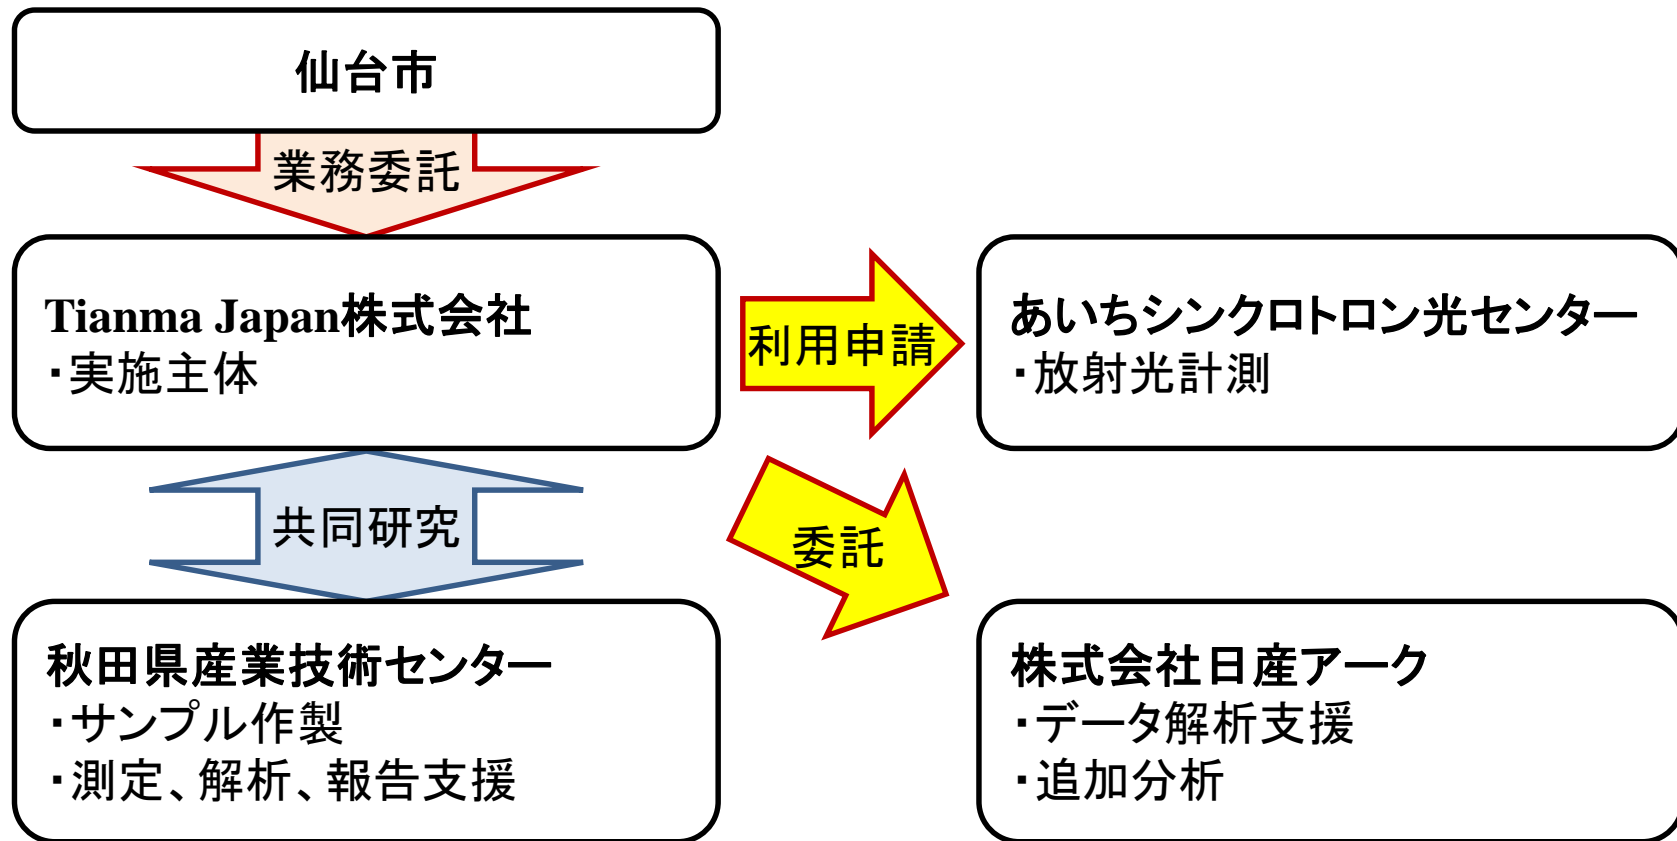 仙台市
業務委託
Tianma Japan株式会社
・実施主体
利用申請
あいちシンクロトロン光センター
・放射光計測
共同研究
委託
秋田県産業技術センター
・サンプル作製
・測定、解析、報告支援
株式会社日産アーク
・データ解析支援
・追加分析